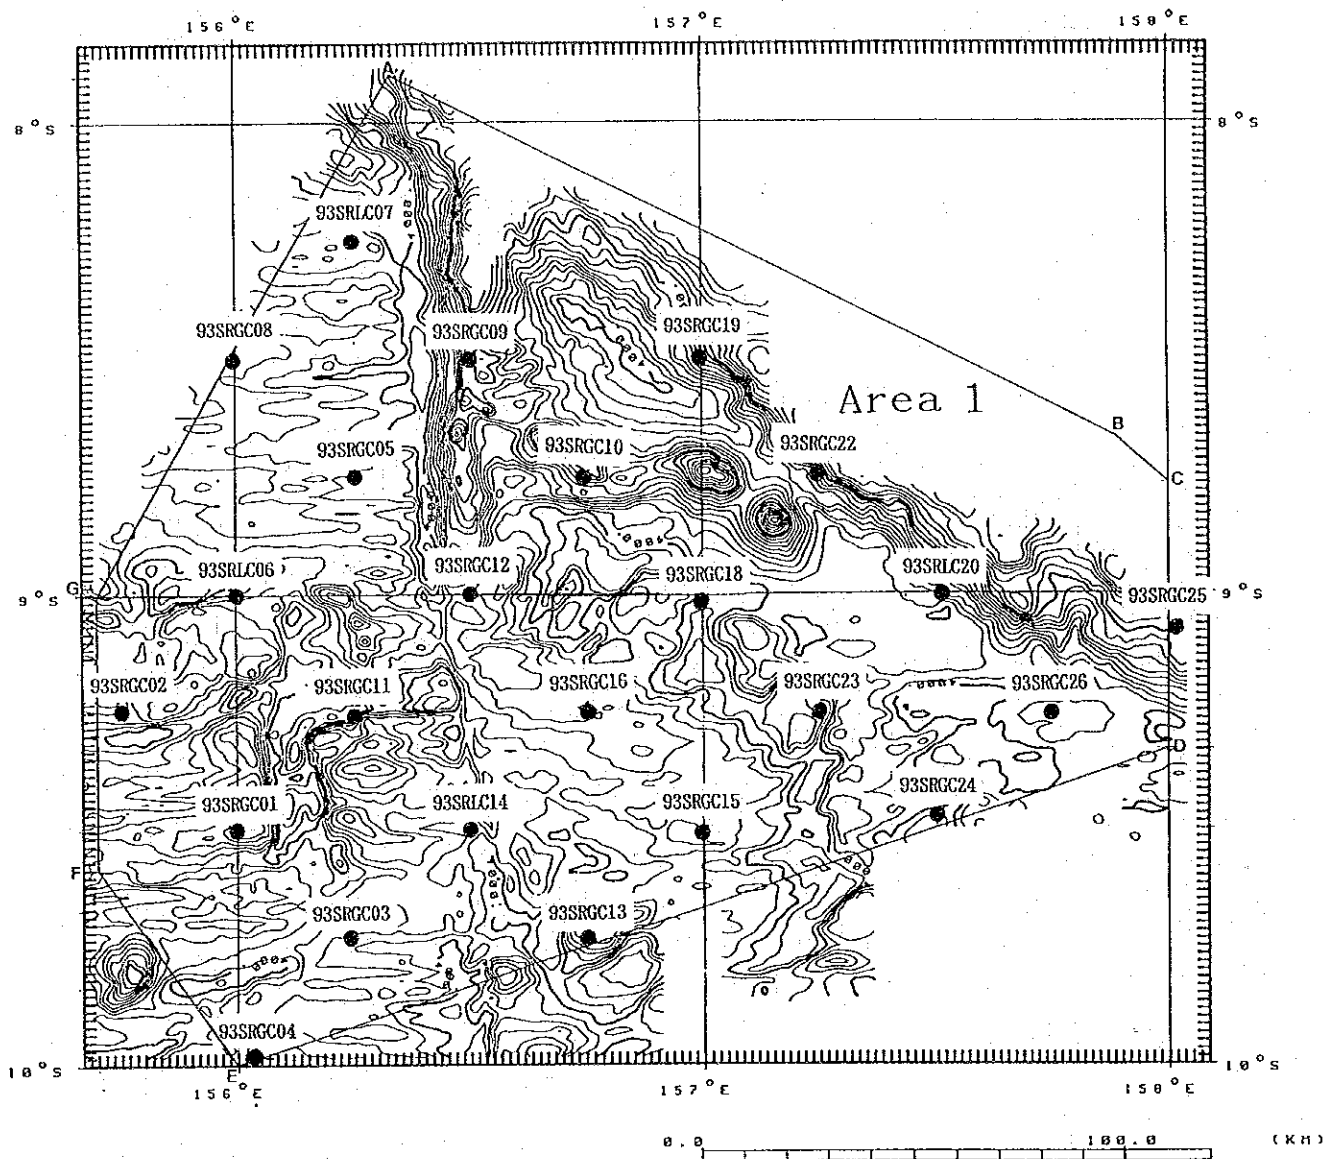 156°E 157°E 158°E
A
8°S 8°S
93SRLC07
93SRGC08 93SRGC09 93SRGC19
Area 1
B
93SRGC05 93SRGC10 93SRGC22
C
93SRLC06 93SRGC12 93SRGC18 93SRLC20
G 9°S 93SRGC25 9°S
93SRGC02 93SRGC11 93SRGC16 93SRGC23 93SRGC26
D
93SRGC01 93SRLC14 93SRGC15 93SRGC24
F
93SRGC03 93SRGC13
93SRGC04
10°S E 10°S
156°E 157°E 158°E
0.0 100.0 (KM)